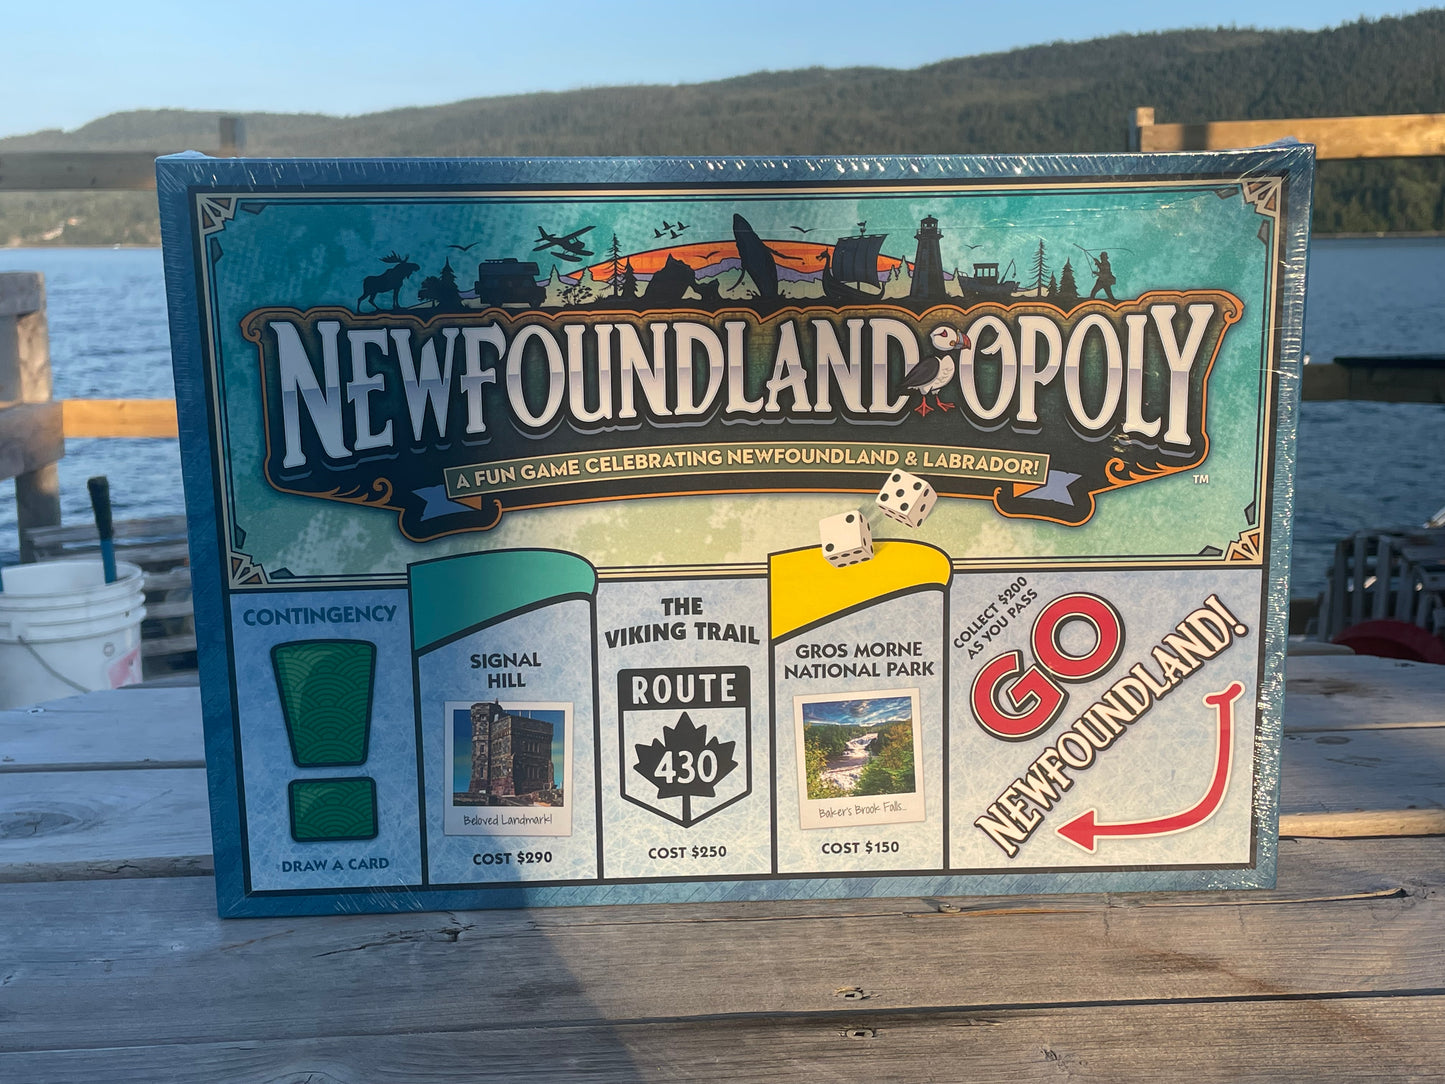 NEWFOUNDLAND OPOLY
A FUN GAME CELEBRATING NEWFOUNDLAND & LABRADOR!
TM
CONTINGENCY
!
DRAW A CARD
SIGNAL
HILL
Beloved Landmark!
COST $290
THE
VIKING TRAIL
ROUTE
430
COST $250
GROS MORNE
NATIONAL PARK
Baker's Brook Falls...
COST $150
COLLECT $200
AS YOU PASS
GO
NEWFOUNDLAND!